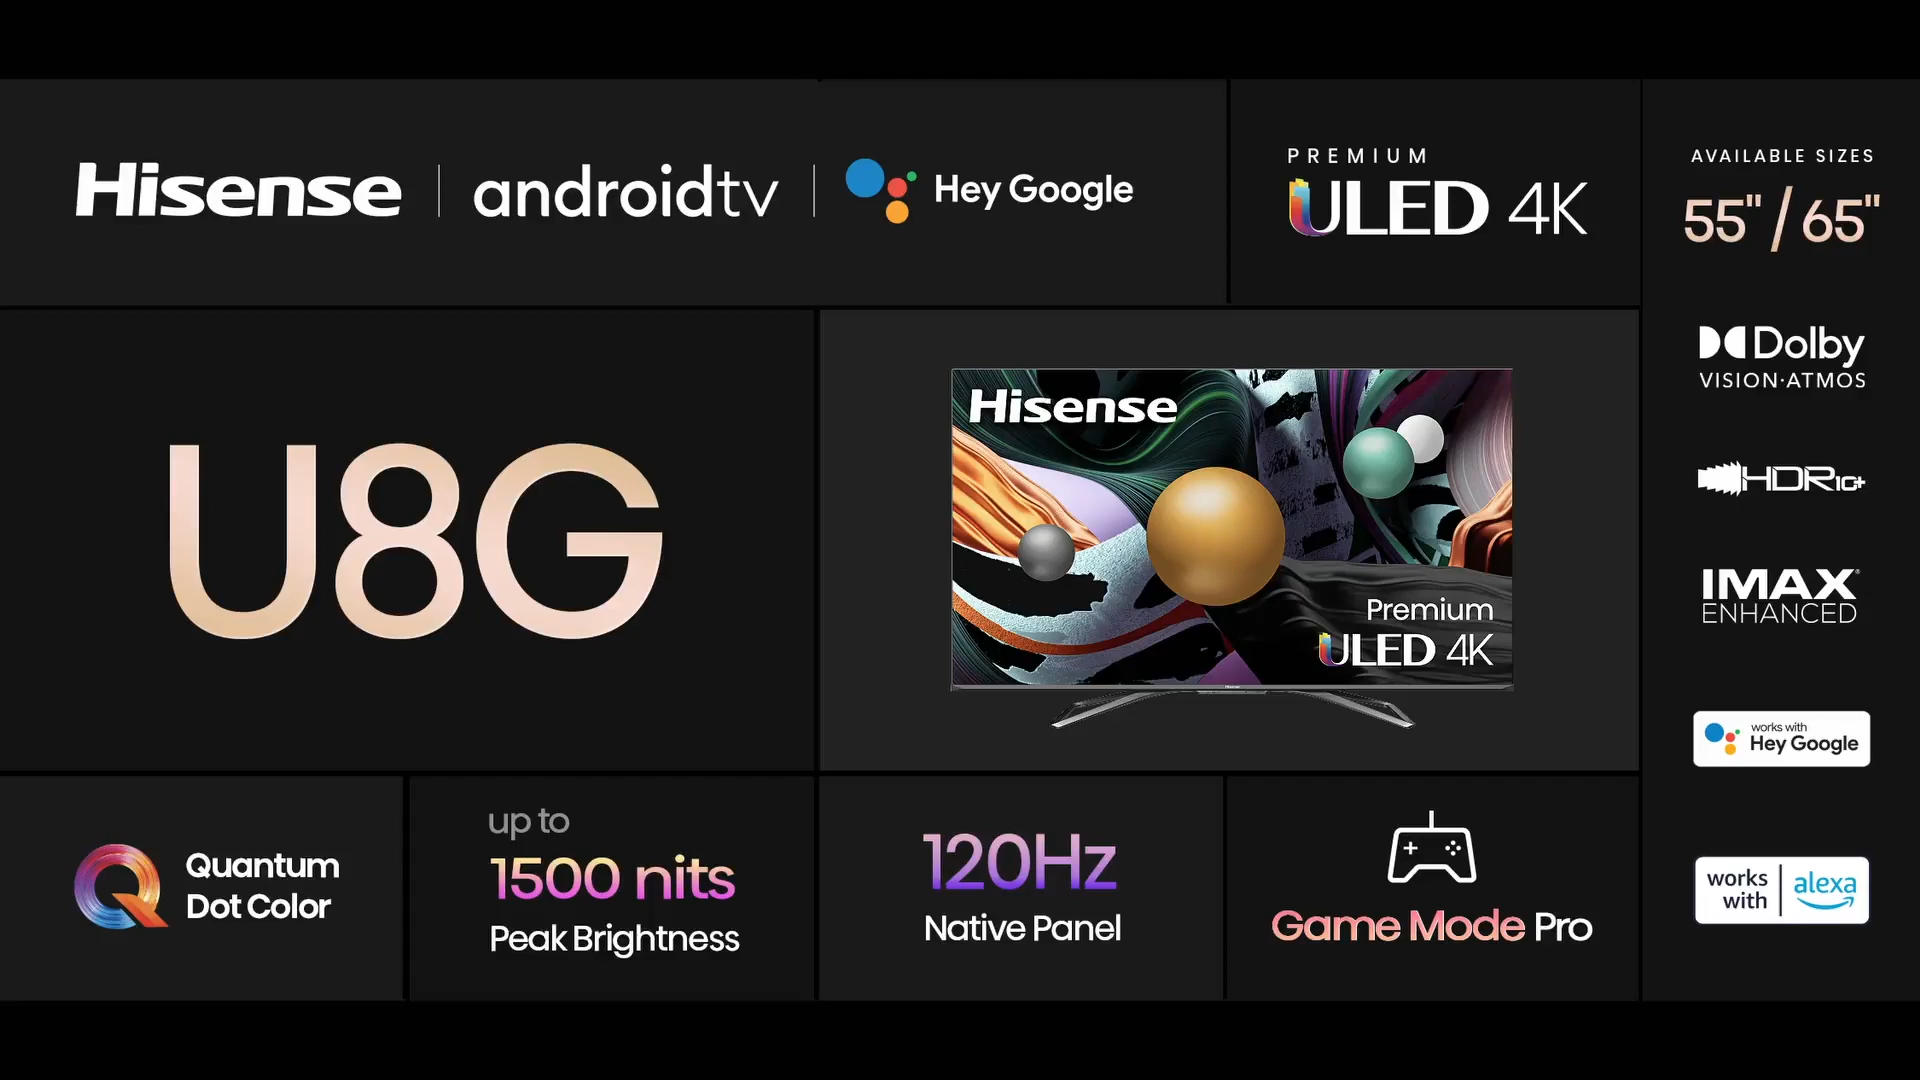 Hisense
androidtv
Hey Google
PREMIUM
ULED 4K
AVAILABLE SIZES
55" / 65"
U8G
Hisense
Premium
ULED 4K
Dolby
VISION·ATMOS
HDR10+
IMAX®
ENHANCED
works with
Hey Google
works
with
alexa
Quantum
Dot Color
up to
1500 nits
Peak Brightness
120Hz
Native Panel
Game Mode Pro